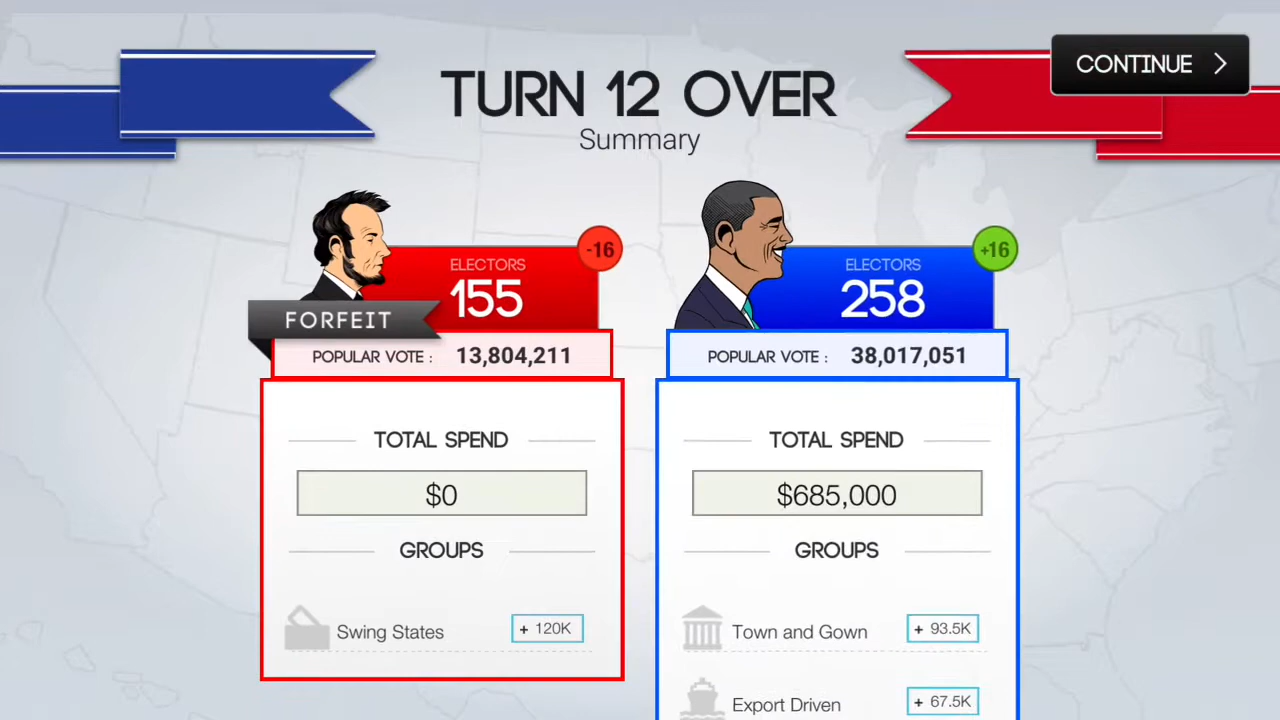 CONTINUE
TURN 12 OVER
Summary
-16
ELECTORS
155
FORFEIT
POPULAR VOTE : 13,804,211
TOTAL SPEND
$0
GROUPS
Swing States + 120K
+16
ELECTORS
258
POPULAR VOTE : 38,017,051
TOTAL SPEND
$685,000
GROUPS
Town and Gown + 93.5K
Export Driven + 67.5K